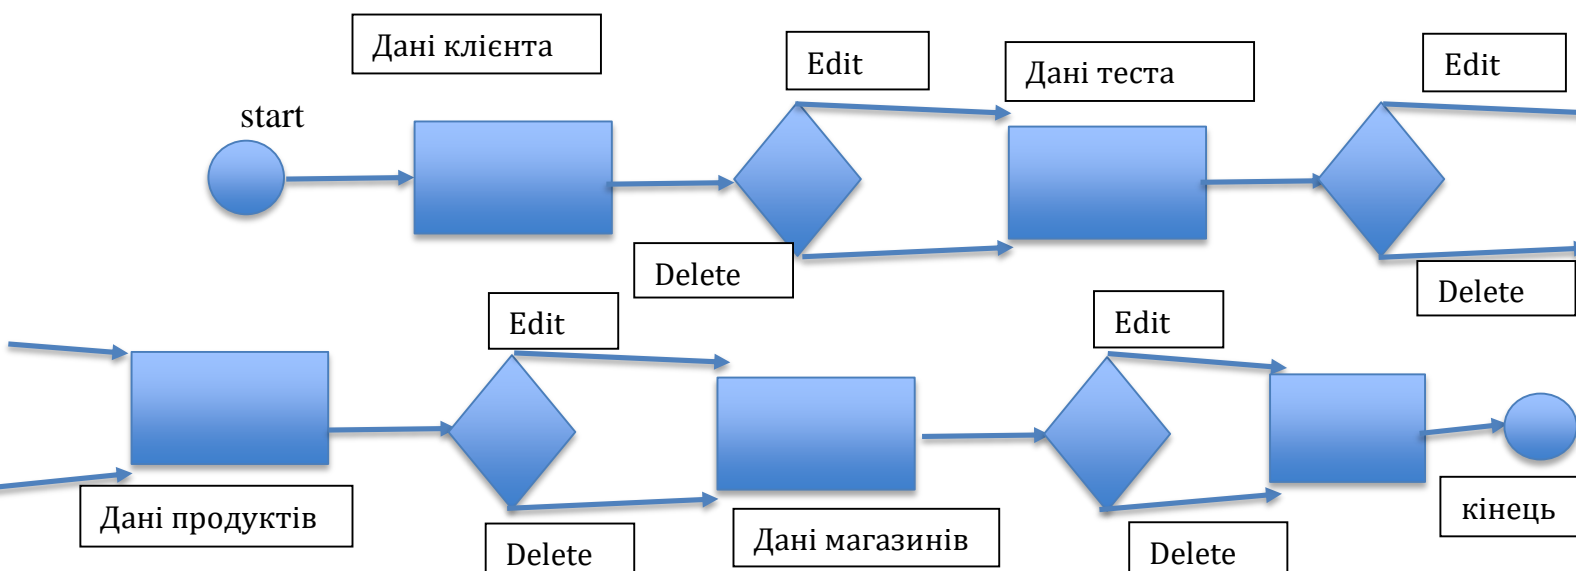 Дані клієнта
Edit
Дані теста
Edit
start
Delete
Delete
Edit
Edit
Дані продуктів
Delete
Дані магазинів
Delete
кінець